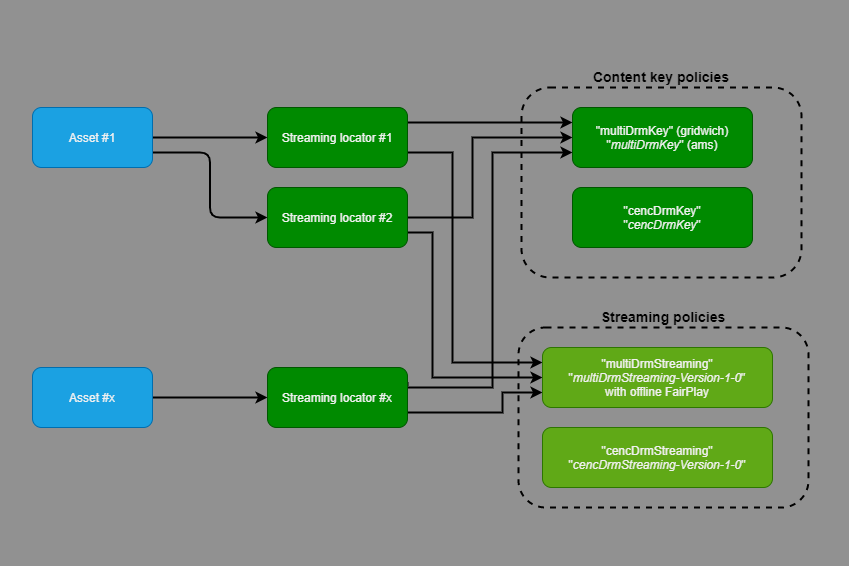 Content key policies
Asset #1
Streaming locator #1
"multiDrmKey" (gridwich)
"multiDrmKey" (ams)
Streaming locator #2
"cencDrmKey"
"cencDrmKey"
Streaming policies
Asset #x
Streaming locator #x
"multiDrmStreaming"
"multiDrmStreaming-Version-1-0"
with offline FairPlay
"cencDrmStreaming"
"cencDrmStreaming-Version-1-0"